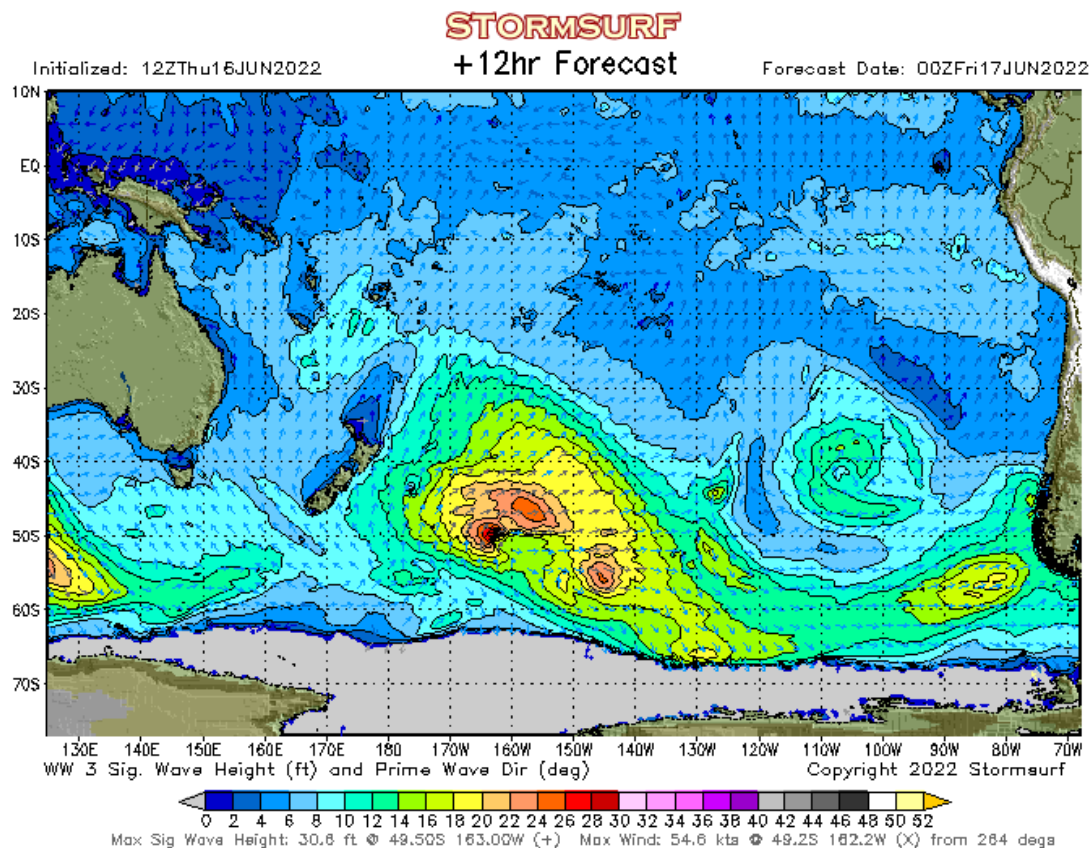 STORMSURF
+12hr Forecast
Initialized: 12ZThu16JUN2022
Forecast Date: 00ZFri17JUN2022
10N
EQ
10S
20S
30S
40S
50S
60S
70S
130E 140E 150E 160E 170E 180 170W 160W 150W 140W 130W 120W 110W 100W 90W 80W 70W
WW 3 Sig. Wave Height (ft) and Prime Wave Dir (deg)
Copyright 2022 Stormsurf
0 2 4 6 8 10 12 14 16 18 20 22 24 26 28 30 32 34 36 38 40 42 44 46 48 50 52
Max Sig Wave Height: 30.6 ft @ 49.50S 163.00W (+) Max Wind: 54.6 kts @ 49.2S 162.2W (X) from 264 degs